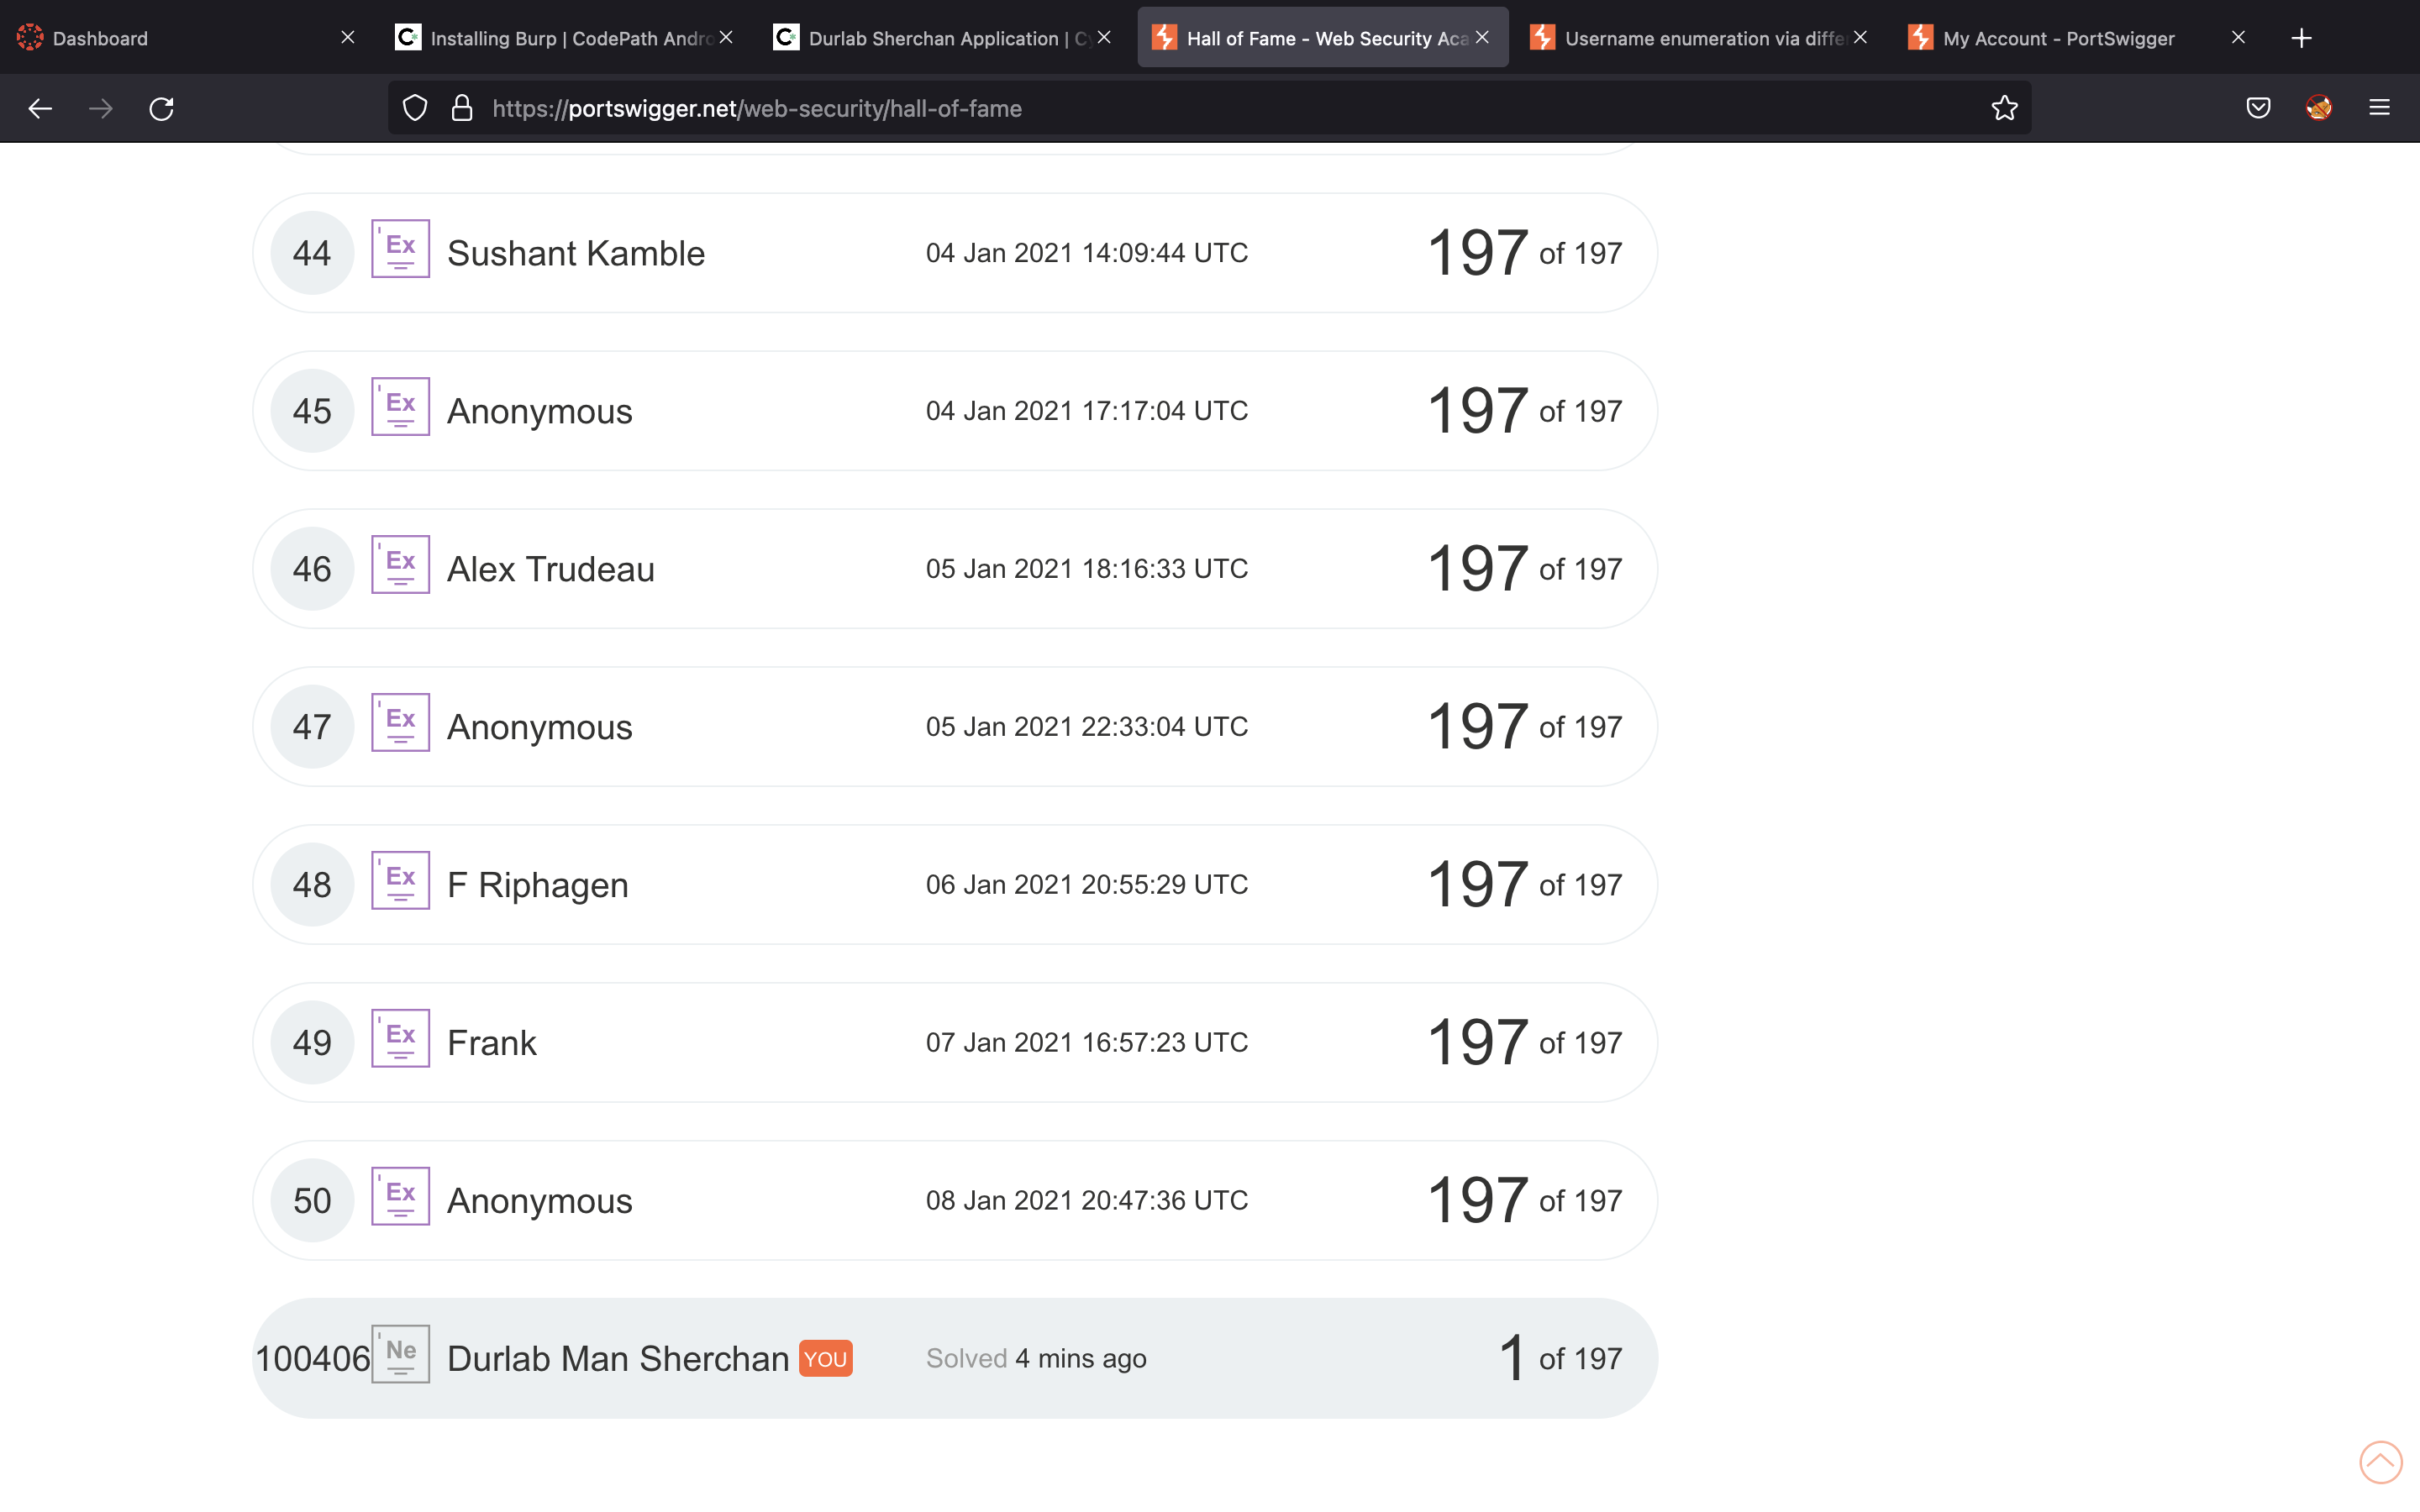 Dashboard
Installing Burp | CodePath Andro
Durlab Sherchan Application | Cy
Hall of Fame - Web Security Aca
Username enumeration via differ
My Account - PortSwigger
https://portswigger.net/web-security/hall-of-fame
44 Ex Sushant Kamble 04 Jan 2021 14:09:44 UTC 197 of 197
45 Ex Anonymous 04 Jan 2021 17:17:04 UTC 197 of 197
46 Ex Alex Trudeau 05 Jan 2021 18:16:33 UTC 197 of 197
47 Ex Anonymous 05 Jan 2021 22:33:04 UTC 197 of 197
48 Ex F Riphagen 06 Jan 2021 20:55:29 UTC 197 of 197
49 Ex Frank 07 Jan 2021 16:57:23 UTC 197 of 197
50 Ex Anonymous 08 Jan 2021 20:47:36 UTC 197 of 197
100406 Ne Durlab Man Sherchan YOU Solved 4 mins ago 1 of 197